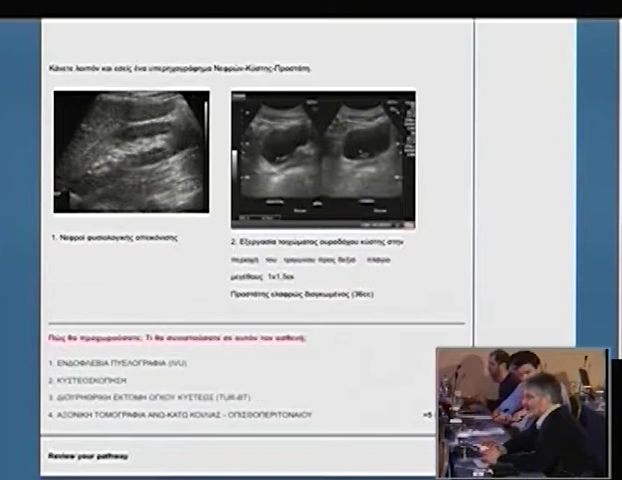 Κάνετε λοιπόν και εσείς ένα υπερηχογράφημα Νεφρών-Κύστης-Προστάτη.
1. Νεφροί φυσιολογικής απεικόνισης
2. Εξεργασία τοιχώματος ουροδόχου κύστης στην
περιοχή του τριγώνου προς δεξιό πλάγιο
μεγέθους 1x1,5εκ
Προστάτης ελαφρώς διογκωμένος (36cc)
Πώς θα προχωρούσατε; Τι θα συνιστούσατε σε αυτόν τον ασθενή;
1. ΕΝΔΟΦΛΕΒΙΑ ΠΥΕΛΟΓΡΑΦΙΑ (IVU)
2. ΚΥΣΤΕΟΣΚΟΠΗΣΗ
3. ΔΙΟΥΡΗΘΡΙΚΗ ΕΚΤΟΜΗ ΟΓΚΟΥ ΚΥΣΤΕΩΣ (TUR-BT)
4. ΑΞΟΝΙΚΗ ΤΟΜΟΓΡΑΦΙΑ ΑΝΩ-ΚΑΤΩ ΚΟΙΛΙΑΣ - ΟΠΙΣΘΟΠΕΡΙΤΟΝΑΙΟΥ
Review your pathway